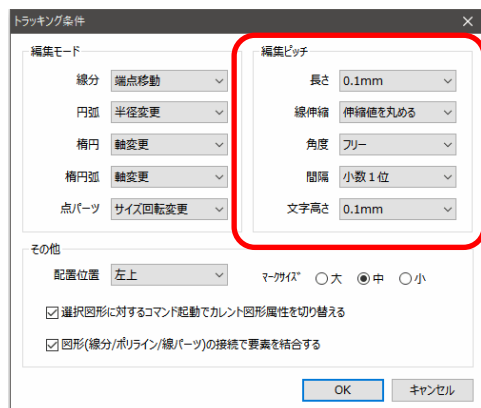 トラッキング条件
編集モード
線分 端点移動
円弧 半径変更
楕円 軸変更
楕円弧 軸変更
点パーツ サイズ回転変更
編集ピッチ
長さ 0.1mm
線伸縮 伸縮値を丸める
角度 フリー
間隔 小数1位
文字高さ 0.1mm
その他
配置位置 左上
マークサイズ 大 中 小
選択図形に対するコマンド起動でカレント図形属性を切り替える
図形(線分/ポリライン/線パーツ)の接続で要素を結合する
OK キャンセル